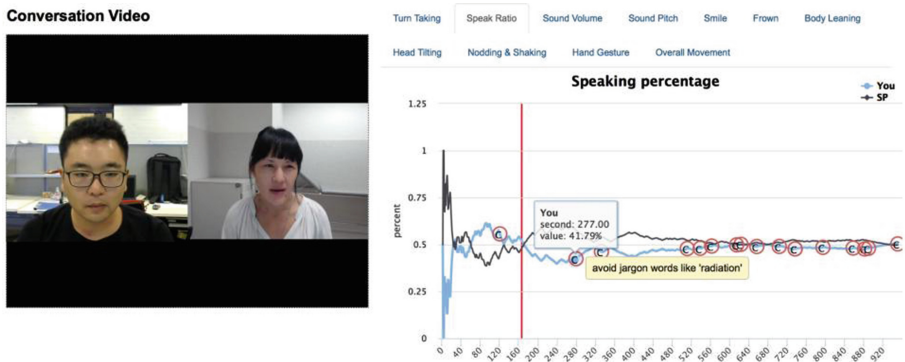 Conversation Video
Turn Taking
Speak Ratio
Sound Volume
Sound Pitch
Smile
Frown
Body Leaning
Head Tilting
Nodding & Shaking
Hand Gesture
Overall Movement
Speaking percentage
You
SP
1.25
1
0.75
0.5
0.25
0
percent
You
second: 277.00
value: 41.79%
avoid jargon words like 'radiation'
C C C C C C C C C C C C C C C C
0 40 80 120 160 200 240 280 320 360 400 440 480 520 560 600 640 680 720 760 800 840 880 920